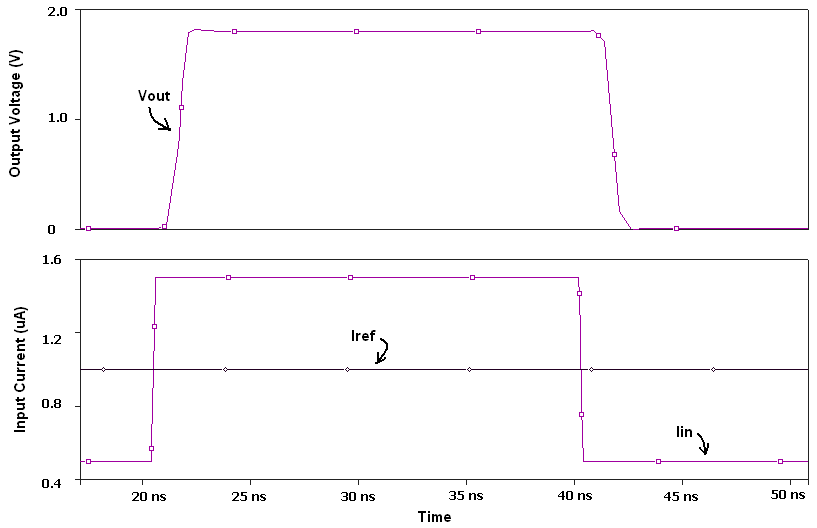 2.0
Output Voltage (V)
Vout
1.0
0
1.6
Input Current (uA)
1.2
Iref
0.8
Iin
0.4
20 ns 25 ns 30 ns 35 ns 40 ns 45 ns 50 ns
Time